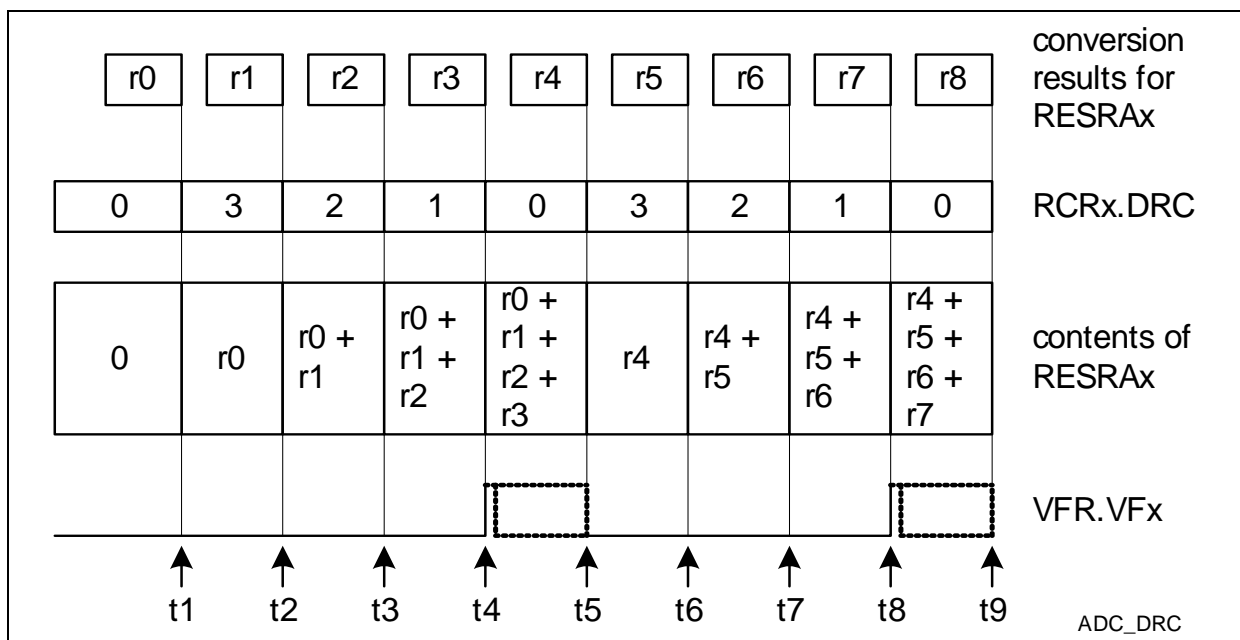 r0 r1 r2 r3 r4 r5 r6 r7 r8
conversion
results for
RESRAx
0 3 2 1 0 3 2 1 0
RCRx.DRC
0
r0
r0 +
r1
r0 +
r1 +
r2
r0 +
r1 +
r2 +
r3
r4
r4 +
r5
r4 +
r5 +
r6
r4 +
r5 +
r6 +
r7
contents of
RESRAx
VFR.VFx
t1 t2 t3 t4 t5 t6 t7 t8 t9
ADC_DRC